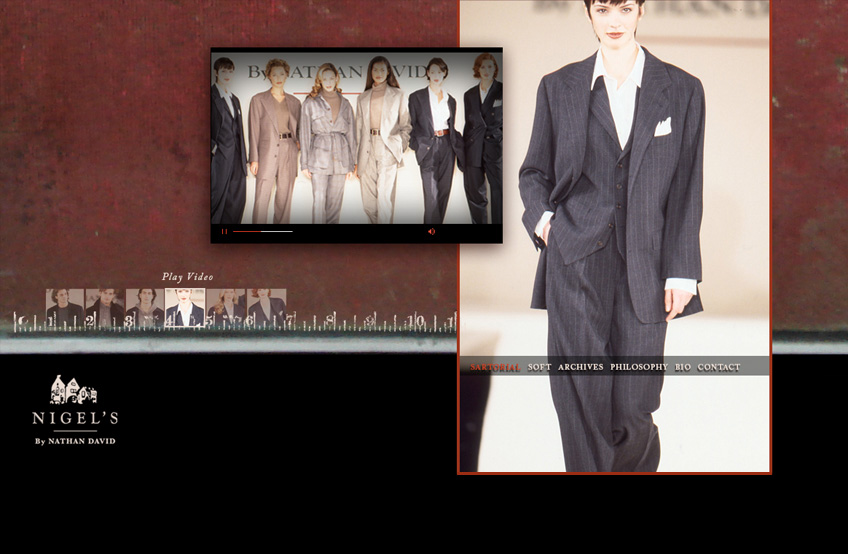 By NATHAN DAVID
Play Video
1 2 3 4 5 6 7 8 9 10
SARTORIAL SOFT ARCHIVES PHILOSOPHY BIO CONTACT
NIGEL'S
By NATHAN DAVID